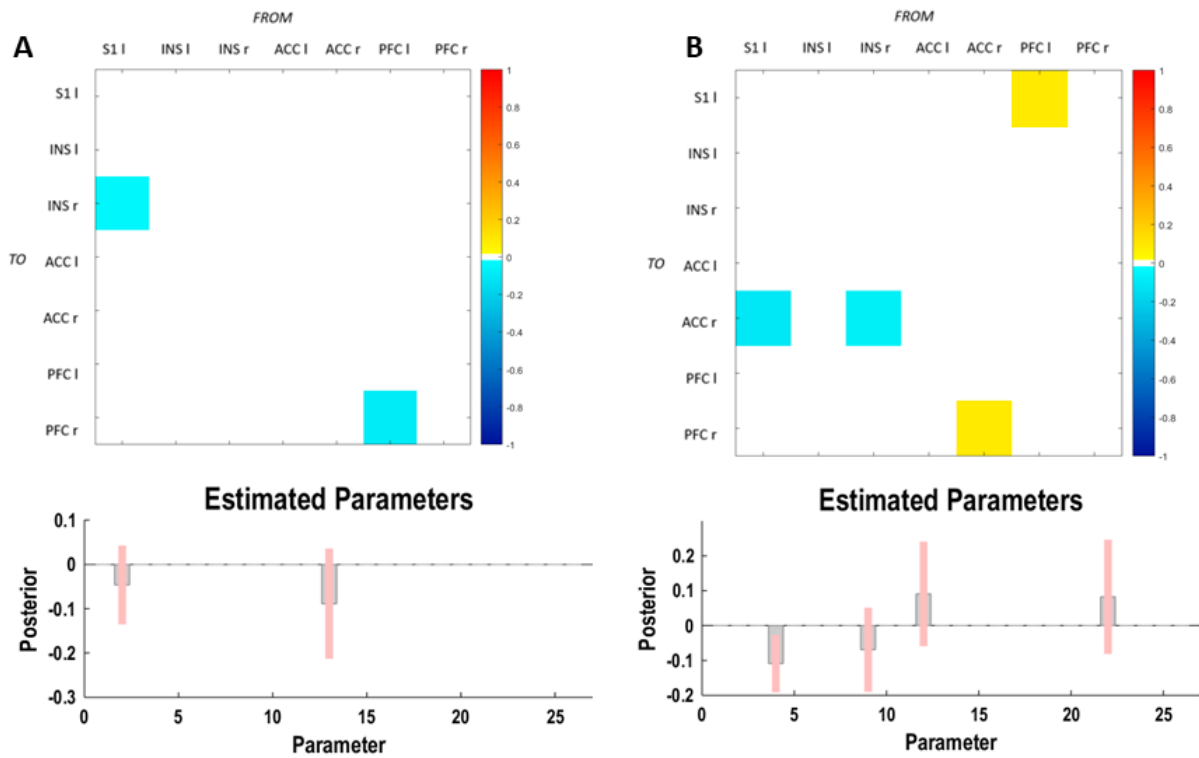 A
FROM
S1 l INS l INS r ACC l ACC r PFC l PFC r
TO
S1 l
INS l
INS r
ACC l
ACC r
PFC l
PFC r
1
0.8
0.6
0.4
0.2
0
-0.2
-0.4
-0.6
-0.8
-1
Estimated Parameters
Posterior
0.1
0
-0.1
-0.2
-0.3
0 5 10 15 20 25
Parameter
B
FROM
S1 l INS l INS r ACC l ACC r PFC l PFC r
TO
S1 l
INS l
INS r
ACC l
ACC r
PFC l
PFC r
1
0.8
0.6
0.4
0.2
0
-0.2
-0.4
-0.6
-0.8
-1
Estimated Parameters
Posterior
0.2
0.1
0
-0.1
-0.2
0 5 10 15 20 25
Parameter